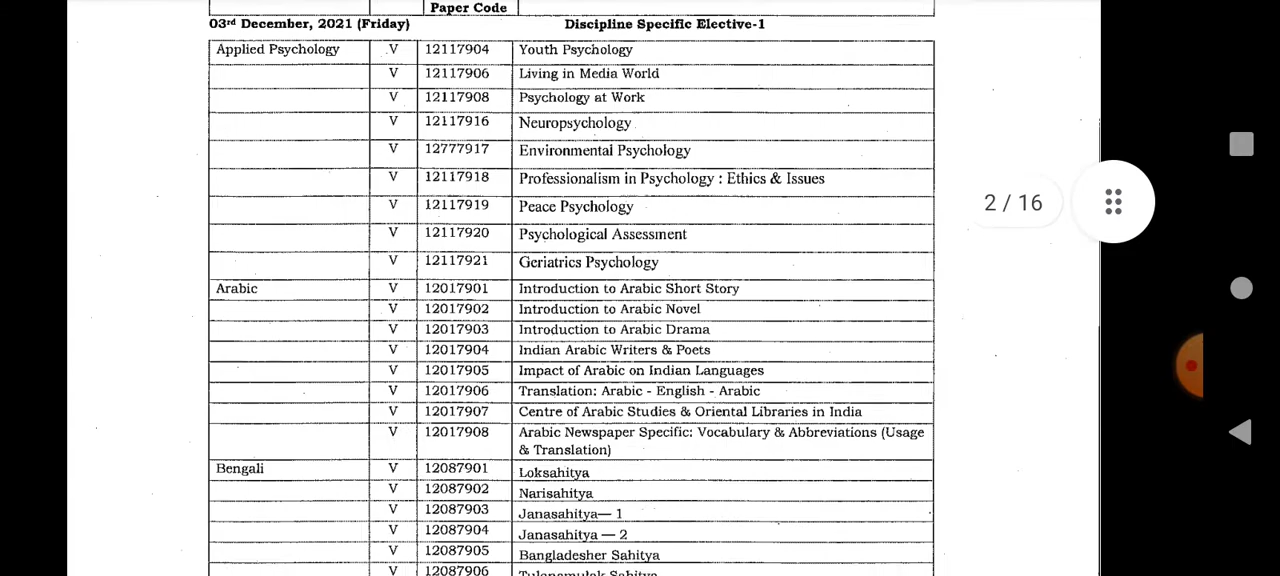 Paper Code
03rd December, 2021 (Friday) Discipline Specific Elective-1
Applied Psychology V 12117904 Youth Psychology
V 12117906 Living in Media World
V 12117908 Psychology at Work
V 12117916 Neuropsychology
V 12777917 Environmental Psychology
V 12117918 Professionalism in Psychology : Ethics & Issues
V 12117919 Peace Psychology
V 12117920 Psychological Assessment
V 12117921 Geriatrics Psychology
Arabic V 12017901 Introduction to Arabic Short Story
V 12017902 Introduction to Arabic Novel
V 12017903 Introduction to Arabic Drama
V 12017904 Indian Arabic Writers & Poets
V 12017905 Impact of Arabic on Indian Languages
V 12017906 Translation: Arabic - English - Arabic
V 12017907 Centre of Arabic Studies & Oriental Libraries in India
V 12017908 Arabic Newspaper Specific: Vocabulary & Abbreviations (Usage
& Translation)
Bengali V 12087901 Loksahitya
V 12087902 Narisahitya
V 12087903 Janasahitya— 1
V 12087904 Janasahitya — 2
V 12087905 Bangladesher Sahitya
V 12087906
2 / 16